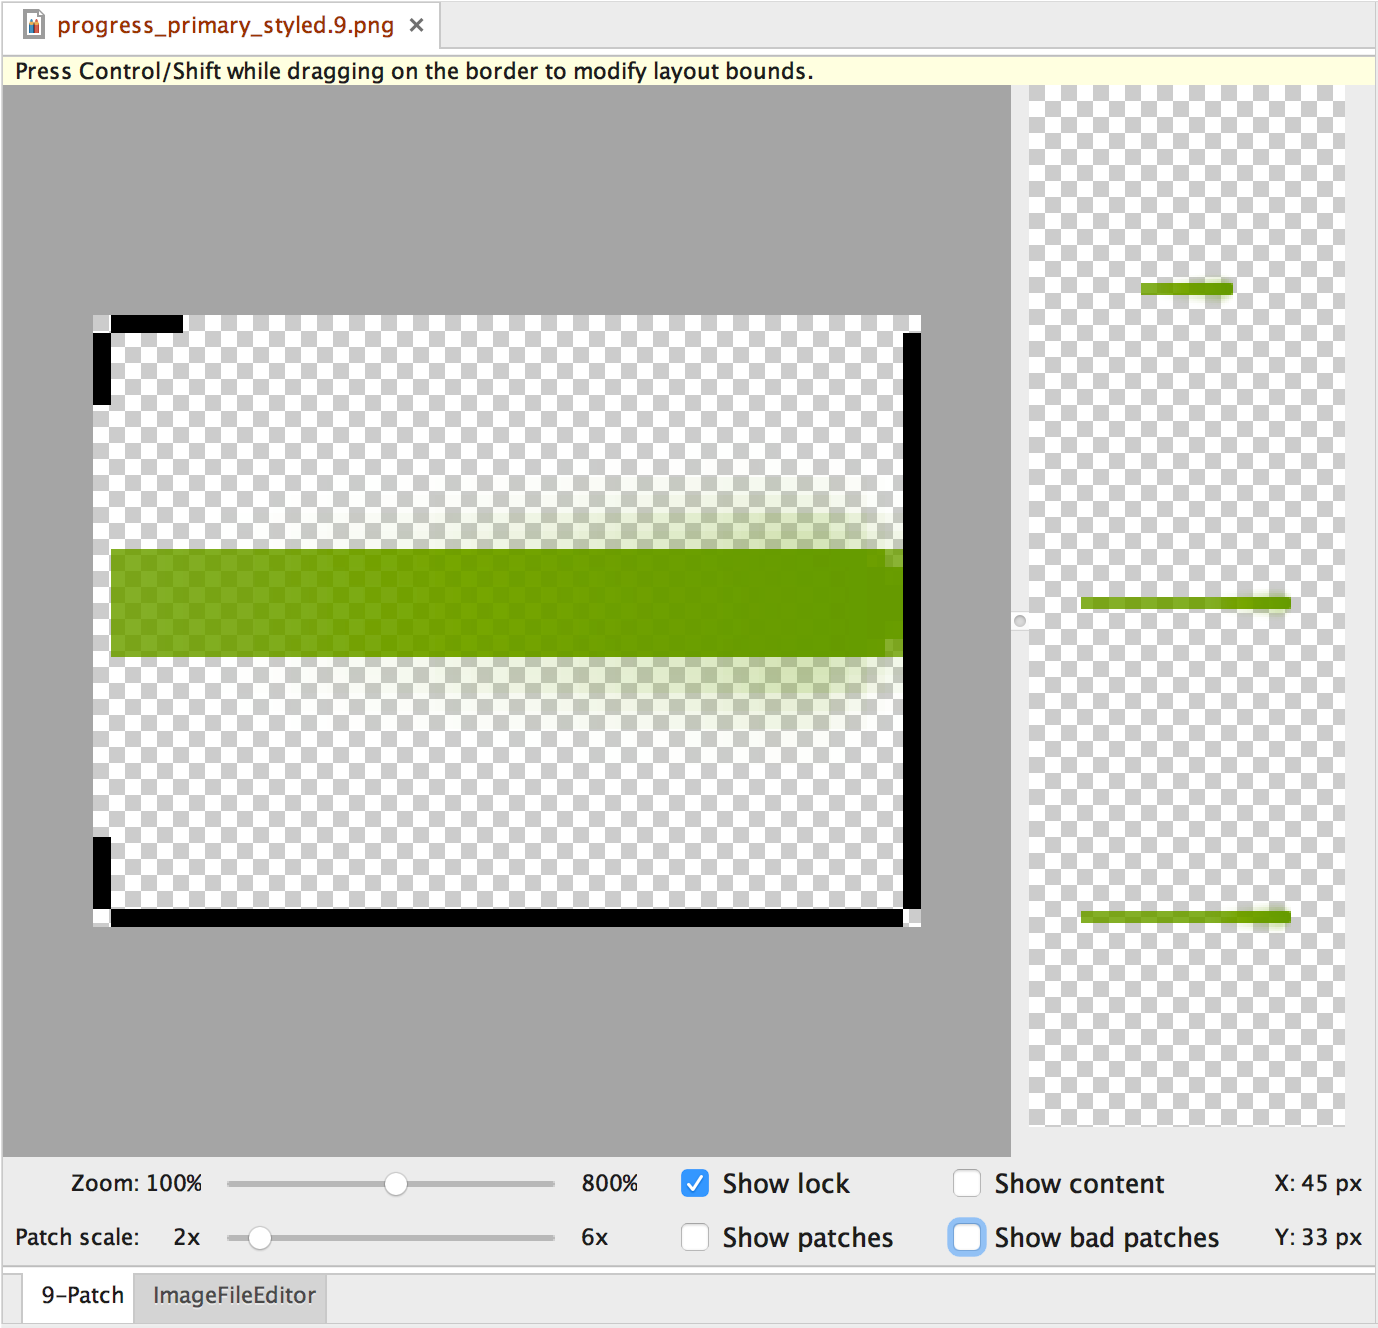 progress_primary_styled.9.png
Press Control/Shift while dragging on the border to modify layout bounds.
Zoom: 100% 800% Show lock Show content X: 45 px
Patch scale: 2x 6x Show patches Show bad patches Y: 33 px
9-Patch ImageFileEditor